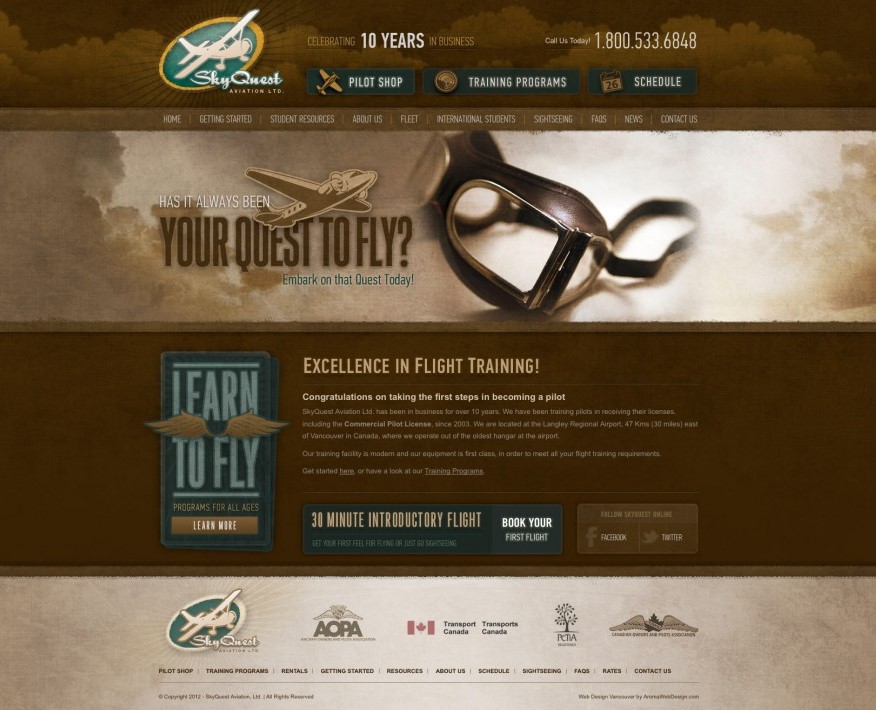 SkyQuest
AVIATION LTD.
CELEBRATING 10 YEARS IN BUSINESS
Call Us Today! 1.800.533.6848
PILOT SHOP
TRAINING PROGRAMS
26
SCHEDULE
HOME | GETTING STARTED | STUDENT RESOURCES | ABOUT US | FLEET | INTERNATIONAL STUDENTS | SIGHTSEEING | FAQS | NEWS | CONTACT US
HAS IT ALWAYS BEEN
YOUR QUEST TO FLY?
Embark on that Quest Today!
LEARN
TO FLY
PROGRAMS FOR ALL AGES
LEARN MORE
EXCELLENCE IN FLIGHT TRAINING!
Congratulations on taking the first steps in becoming a pilot
SkyQuest Aviation Ltd. has been in business for over 10 years. We have been training pilots in receiving their licenses,
including the Commercial Pilot License, since 2003. We are located at the Langley Regional Airport, 47 Kms (30 miles) east
of Vancouver in Canada, where we operate out of the oldest hangar at the airport.
Our training facility is modern and our equipment is first class, in order to meet all your flight training requirements.
Get started here, or have a look at our Training Programs.
30 MINUTE INTRODUCTORY FLIGHT
GET YOUR FIRST FEEL FOR FLYING OR JUST GO SIGHTSEEING
BOOK YOUR
FIRST FLIGHT
FOLLOW SKYQUEST ONLINE
FACEBOOK
TWITTER
SkyQuest
AVIATION LTD.
AOPA
AIRCRAFT OWNERS AND PILOTS ASSOCIATION
Transport Transports
Canada Canada
PCTIA
REGISTERED
CANADIAN OWNERS AND PILOTS ASSOCIATION
PILOT SHOP | TRAINING PROGRAMS | RENTALS | GETTING STARTED | RESOURCES | ABOUT US | SCHEDULE | SIGHTSEEING | FAQS | RATES | CONTACT US
© Copyright 2012 - SkyQuest Aviation, Ltd. | All Rights Reserved
Web Design Vancouver by AromaWebDesign.com